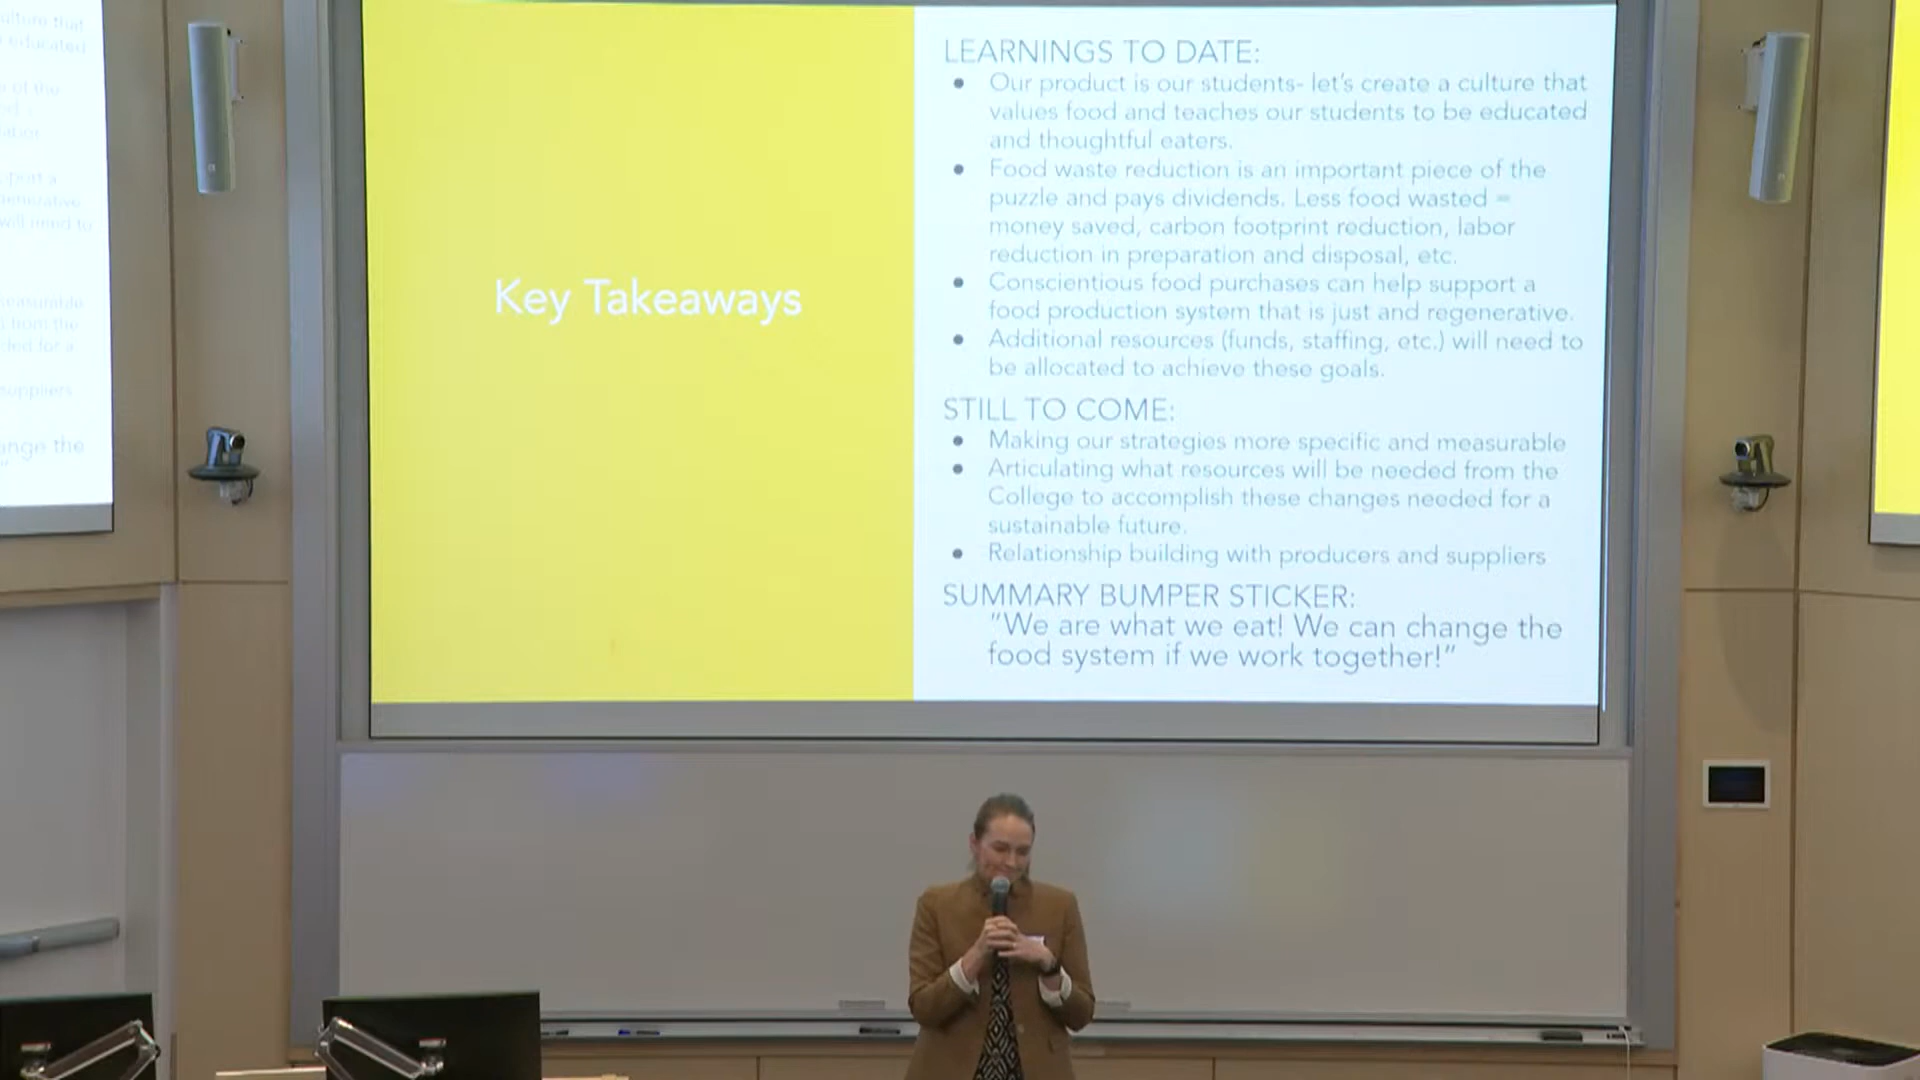 Key Takeaways
LEARNINGS TO DATE:
● Our product is our students- let's create a culture that
values food and teaches our students to be educated
and thoughtful eaters.
● Food waste reduction is an important piece of the
puzzle and pays dividends. Less food wasted =
money saved, carbon footprint reduction, labor
reduction in preparation and disposal, etc.
● Conscientious food purchases can help support a
food production system that is just and regenerative.
● Additional resources (funds, staffing, etc.) will need to
be allocated to achieve these goals.
STILL TO COME:
● Making our strategies more specific and measurable
● Articulating what resources will be needed from the
College to accomplish these changes needed for a
sustainable future.
● Relationship building with producers and suppliers
SUMMARY BUMPER STICKER:
"We are what we eat! We can change the
food system if we work together!"